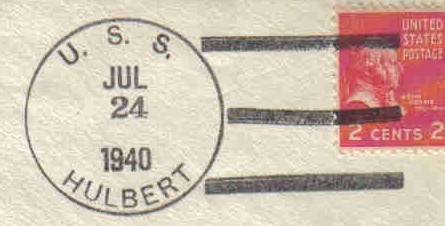 U. S. S.
JUL
24
1940
HULBERT
UNITED
STATES
POSTAGE
2 CENTS 2